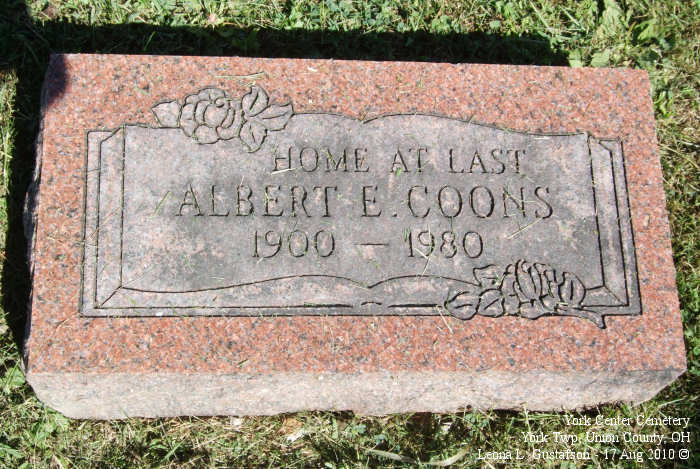 HOME AT LAST
ALBERT E. COONS
1900 — 1980
York Center Cemetery
York Twp, Union County, OH
Leona L. Gustafson - 17 Aug 2010 ©